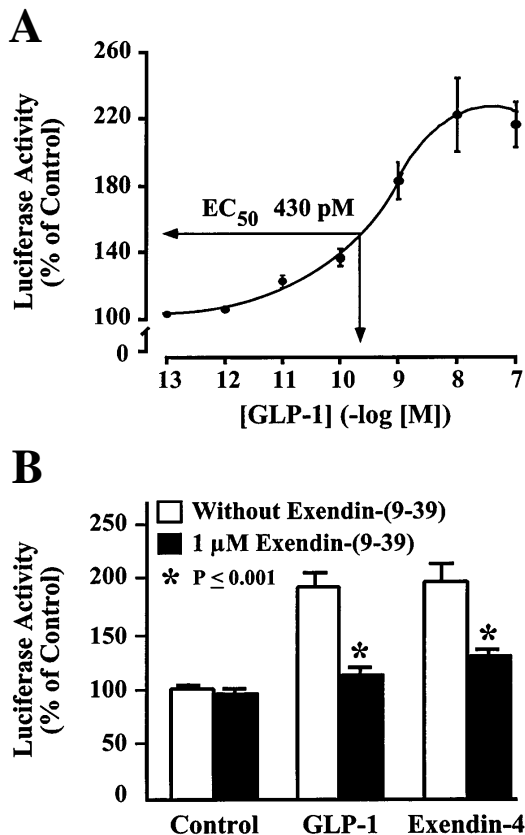 A
Luciferase Activity
(% of Control)
260
220
180
140
100
0
EC50 430 pM
13 12 11 10 9 8 7
[GLP-1] (-log [M])
B
Luciferase Activity
(% of Control)
250
200
150
100
50
0
Without Exendin-(9-39)
1 µM Exendin-(9-39)
* P ≤ 0.001
*
*
Control GLP-1 Exendin-4